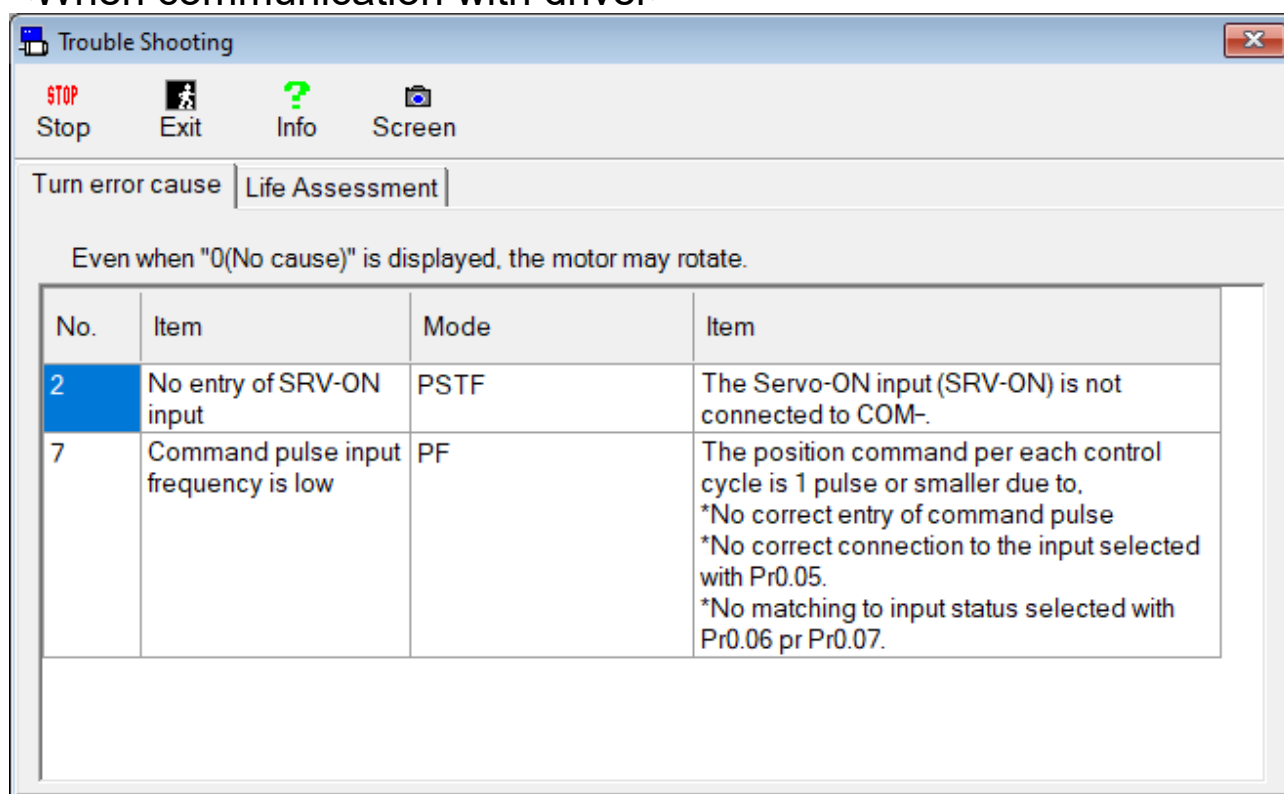 When communication with driver
Trouble Shooting
STOP
Stop Exit Info Screen
Turn error cause Life Assessment
Even when "0(No cause)" is displayed, the motor may rotate.
No. Item Mode Item
2 No entry of SRV-ON PSTF The Servo-ON input (SRV-ON) is not
input connected to COM-.
7 Command pulse input PF The position command per each control
frequency is low cycle is 1 pulse or smaller due to,
*No correct entry of command pulse
*No correct connection to the input selected
with Pr0.05.
*No matching to input status selected with
Pr0.06 pr Pr0.07.